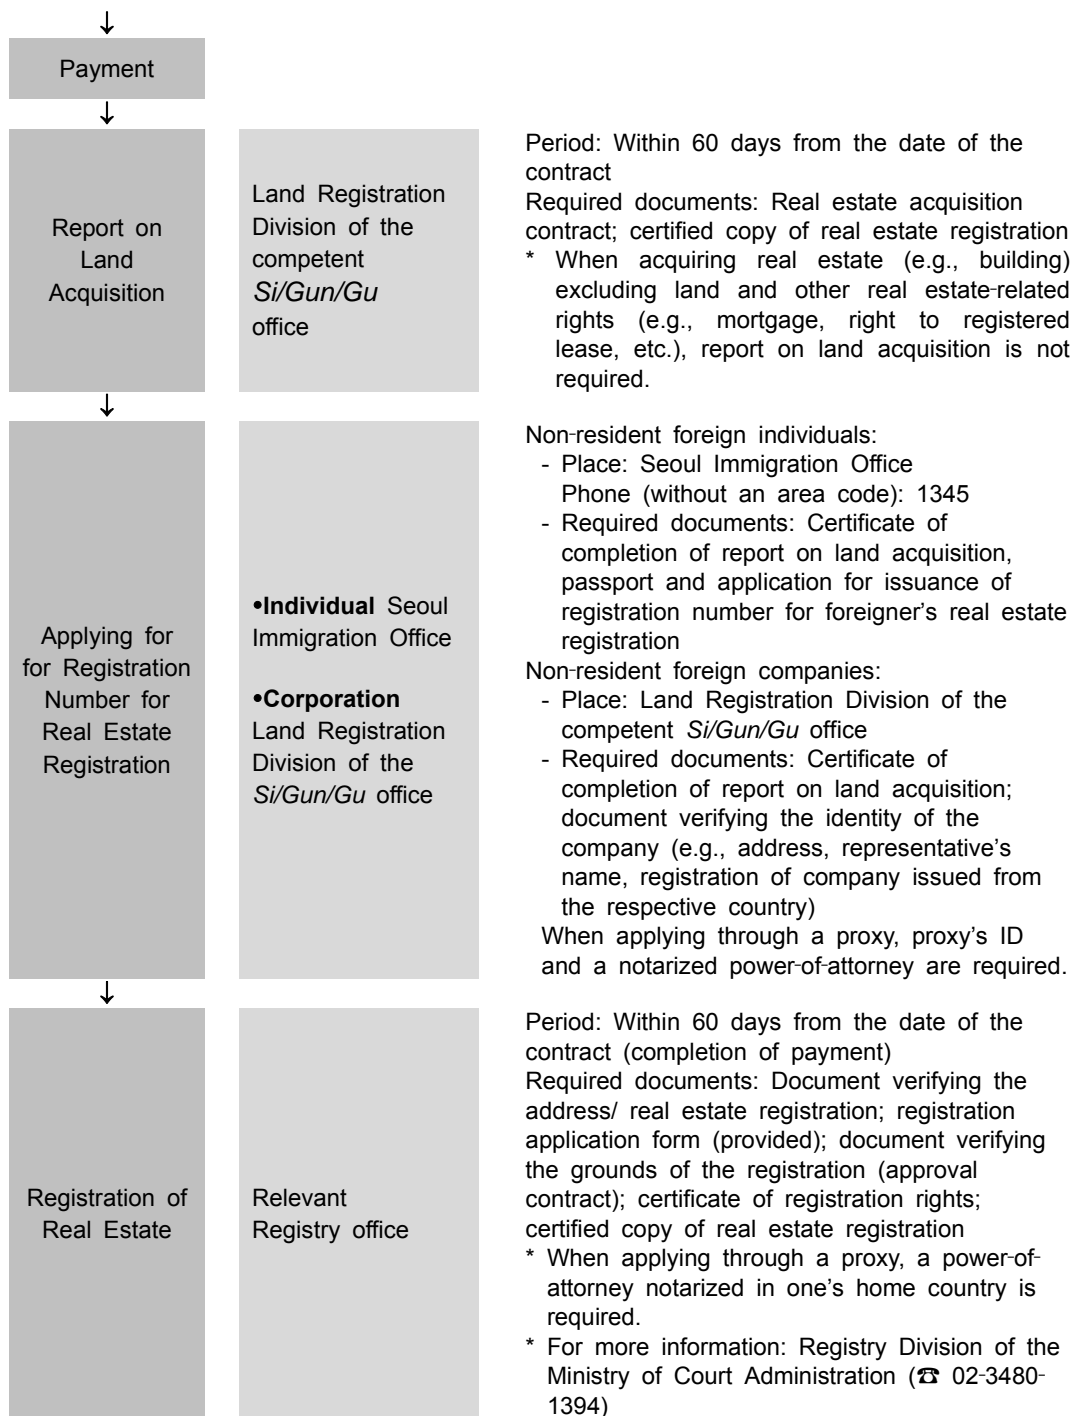 ↓
Payment
↓
Report on
Land
Acquisition
Land Registration
Division of the
competent
Si/Gun/Gu
office
Period: Within 60 days from the date of the
contract
Required documents: Real estate acquisition
contract; certified copy of real estate registration
* When acquiring real estate (e.g., building)
excluding land and other real estate-related
rights (e.g., mortgage, right to registered
lease, etc.), report on land acquisition is not
required.
↓
Applying for
for Registration
Number for
Real Estate
Registration
•Individual Seoul
Immigration Office
•Corporation
Land Registration
Division of the
Si/Gun/Gu office
Non-resident foreign individuals:
- Place: Seoul Immigration Office
Phone (without an area code): 1345
- Required documents: Certificate of
completion of report on land acquisition,
passport and application for issuance of
registration number for foreigner's real estate
registration
Non-resident foreign companies:
- Place: Land Registration Division of the
competent Si/Gun/Gu office
- Required documents: Certificate of
completion of report on land acquisition;
document verifying the identity of the
company (e.g., address, representative's
name, registration of company issued from
the respective country)
When applying through a proxy, proxy's ID
and a notarized power-of-attorney are required.
↓
Registration of
Real Estate
Relevant
Registry office
Period: Within 60 days from the date of the
contract (completion of payment)
Required documents: Document verifying the
address/ real estate registration; registration
application form (provided); document verifying
the grounds of the registration (approval
contract); certificate of registration rights;
certified copy of real estate registration
* When applying through a proxy, a power-of-
attorney notarized in one's home country is
required.
* For more information: Registry Division of the
Ministry of Court Administration (☎ 02-3480-
1394)